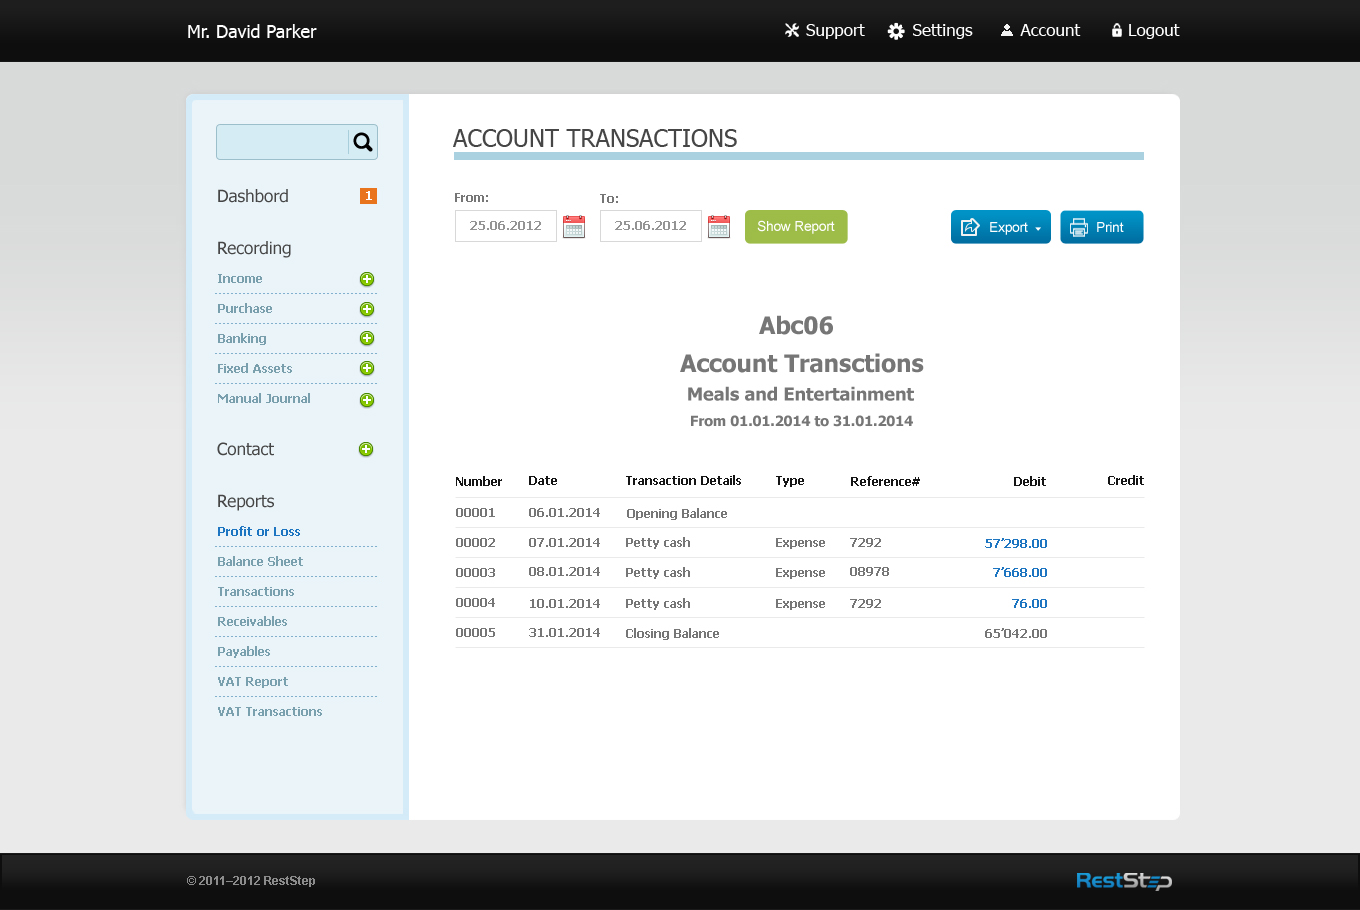 Mr. David Parker
Support
Settings
Account
Logout
Dashbord
1
Recording
Income
Purchase
Banking
Fixed Assets
Manual Journal
Contact
Reports
Profit or Loss
Balance Sheet
Transactions
Receivables
Payables
VAT Report
VAT Transactions
ACCOUNT TRANSACTIONS
From: To:
25.06.2012 25.06.2012 Show Report Export Print
Abc06
Account Transctions
Meals and Entertainment
From 01.01.2014 to 31.01.2014
Number Date Transaction Details Type Reference# Debit Credit
00001 06.01.2014 Opening Balance
00002 07.01.2014 Petty cash Expense 7292 57’298.00
00003 08.01.2014 Petty cash Expense 08978 7’668.00
00004 10.01.2014 Petty cash Expense 7292 76.00
00005 31.01.2014 Closing Balance 65’042.00
© 2011–2012 RestStep
RestStep